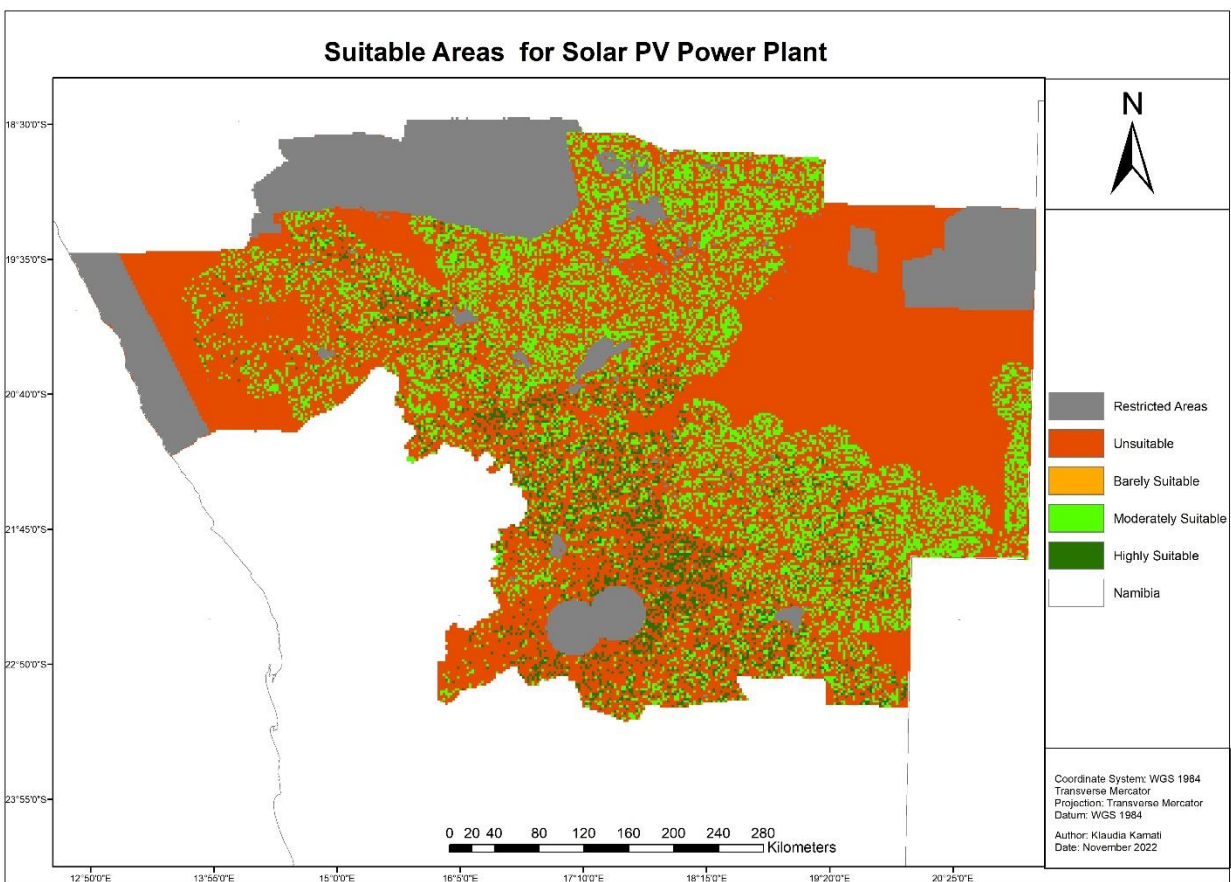 Suitable Areas for Solar PV Power Plant
N
18°30'0"S
19°35'0"S
20°40'0"S
21°45'0"S
22°50'0"S
23°55'0"S
12°50'0"E
13°55'0"E
15°0'0"E
16°5'0"E
17°10'0"E
18°15'0"E
19°20'0"E
20°25'0"E
0 20 40 80 120 160 200 240 280
Kilometers
Restricted Areas
Unsuitable
Barely Suitable
Moderately Suitable
Highly Suitable
Namibia
Coordinate System: WGS 1984
Transverse Mercator
Projection: Transverse Mercator
Datum: WGS 1984
Author: Klaudia Kamati
Date: November 2022